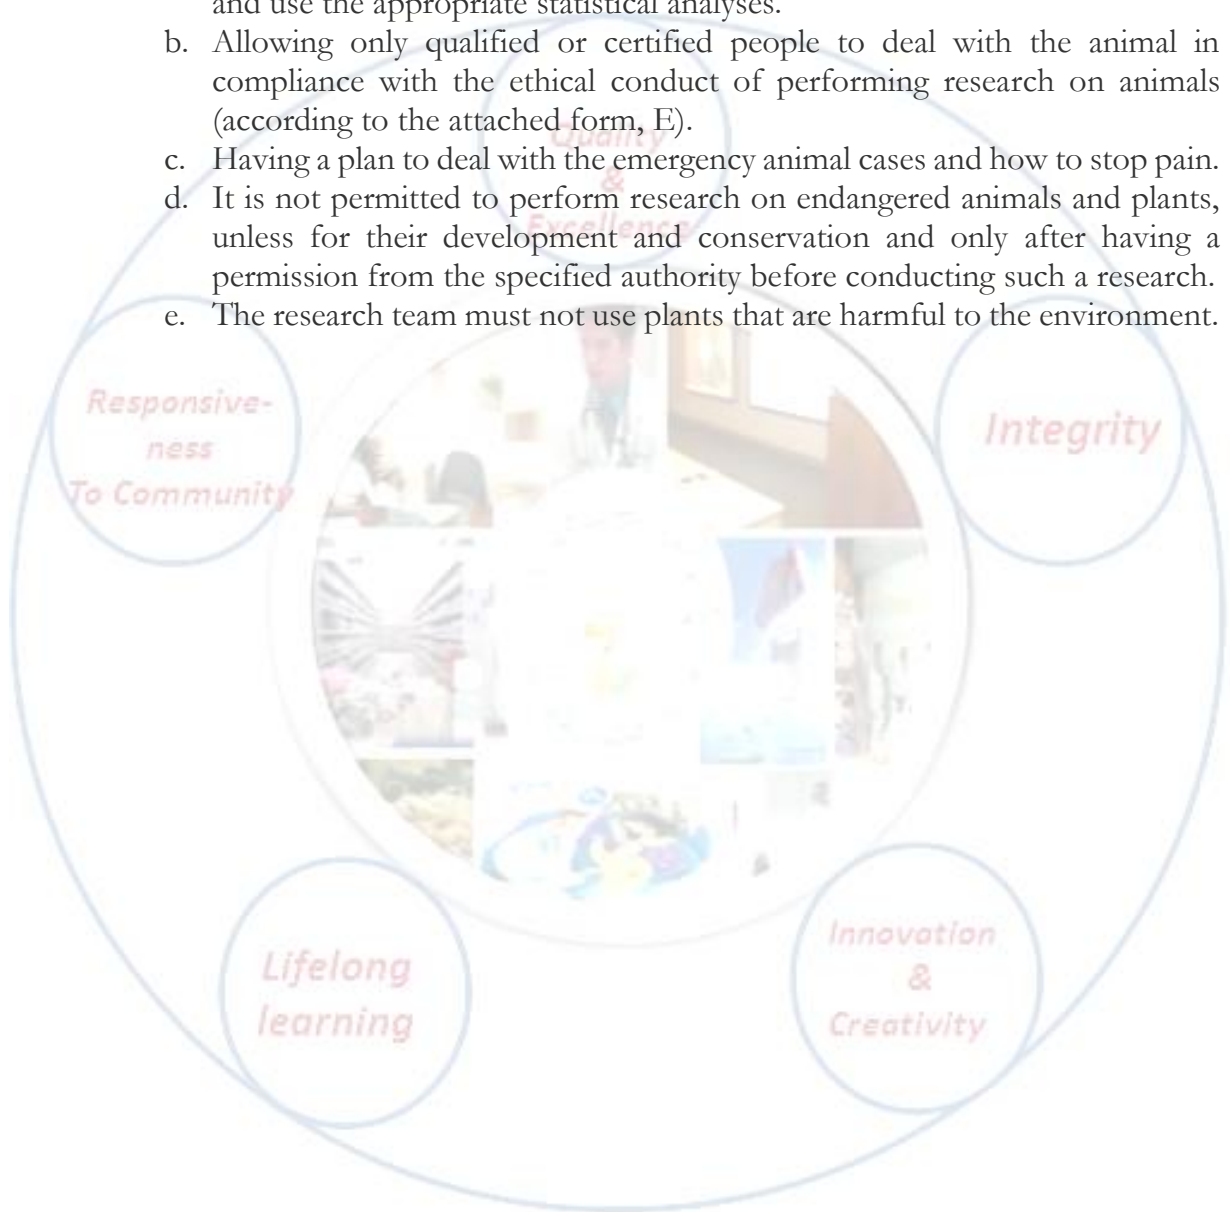 and use the appropriate statistical analyses.
b. Allowing only qualified or certified people to deal with the animal in
compliance with the ethical conduct of performing research on animals
(according to the attached form, E).
c. Having a plan to deal with the emergency animal cases and how to stop pain.
d. It is not permitted to perform research on endangered animals and plants,
unless for their development and conservation and only after having a
permission from the specified authority before conducting such a research.
e. The research team must not use plants that are harmful to the environment.
Quality
&
Excellence
Responsive-
ness
To Community
Integrity
Lifelong
learning
Innovation
&
Creativity